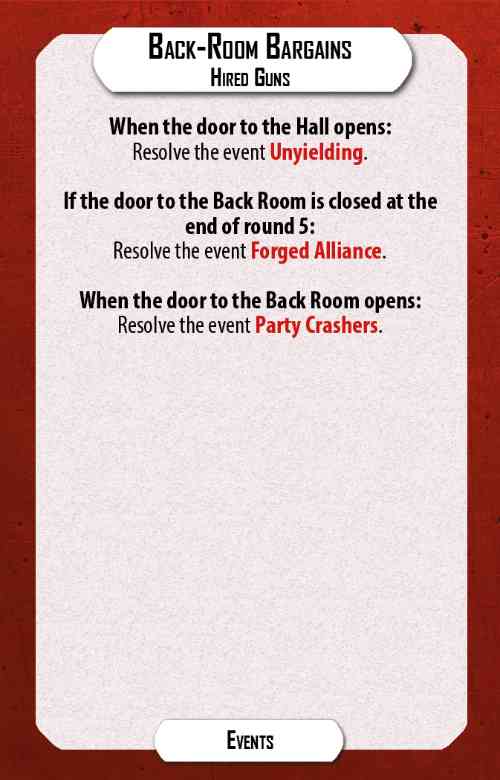 Back-Room Bargains
Hired Guns
When the door to the Hall opens:
Resolve the event Unyielding.
If the door to the Back Room is closed at the
end of round 5:
Resolve the event Forged Alliance.
When the door to the Back Room opens:
Resolve the event Party Crashers.
Events